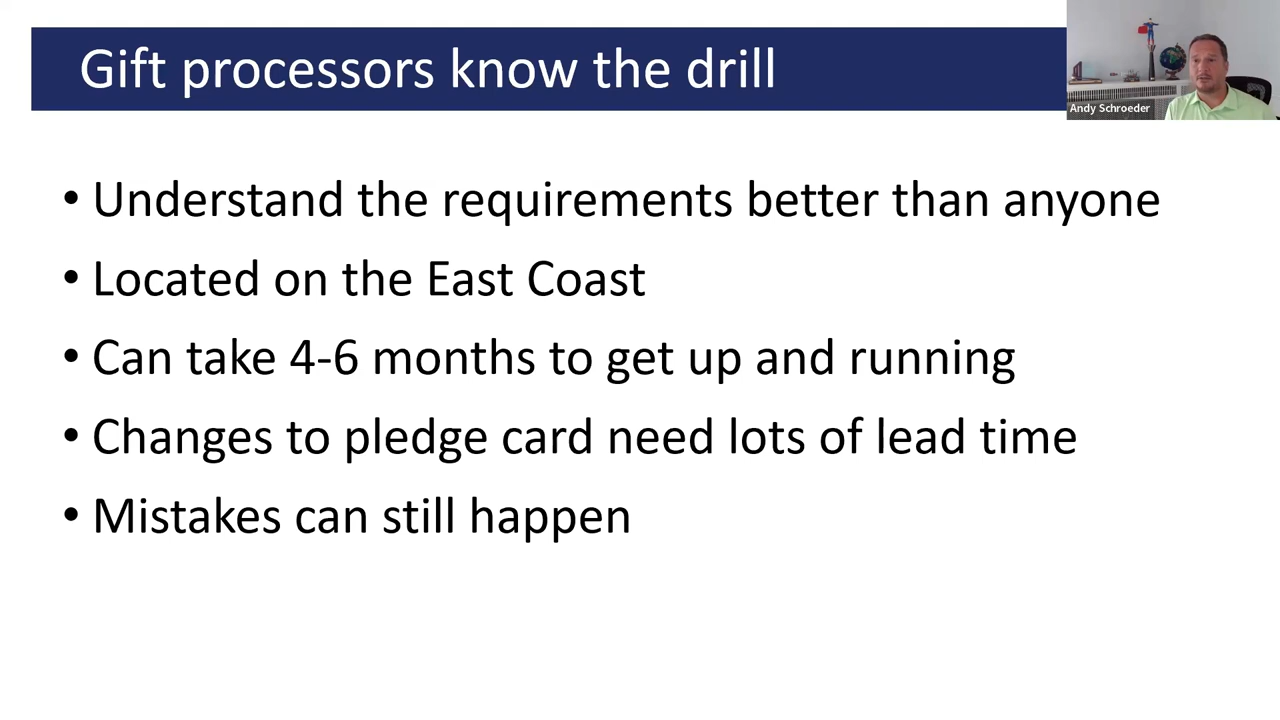 Gift processors know the drill
Andy Schroeder
• Understand the requirements better than anyone
• Located on the East Coast
• Can take 4-6 months to get up and running
• Changes to pledge card need lots of lead time
• Mistakes can still happen